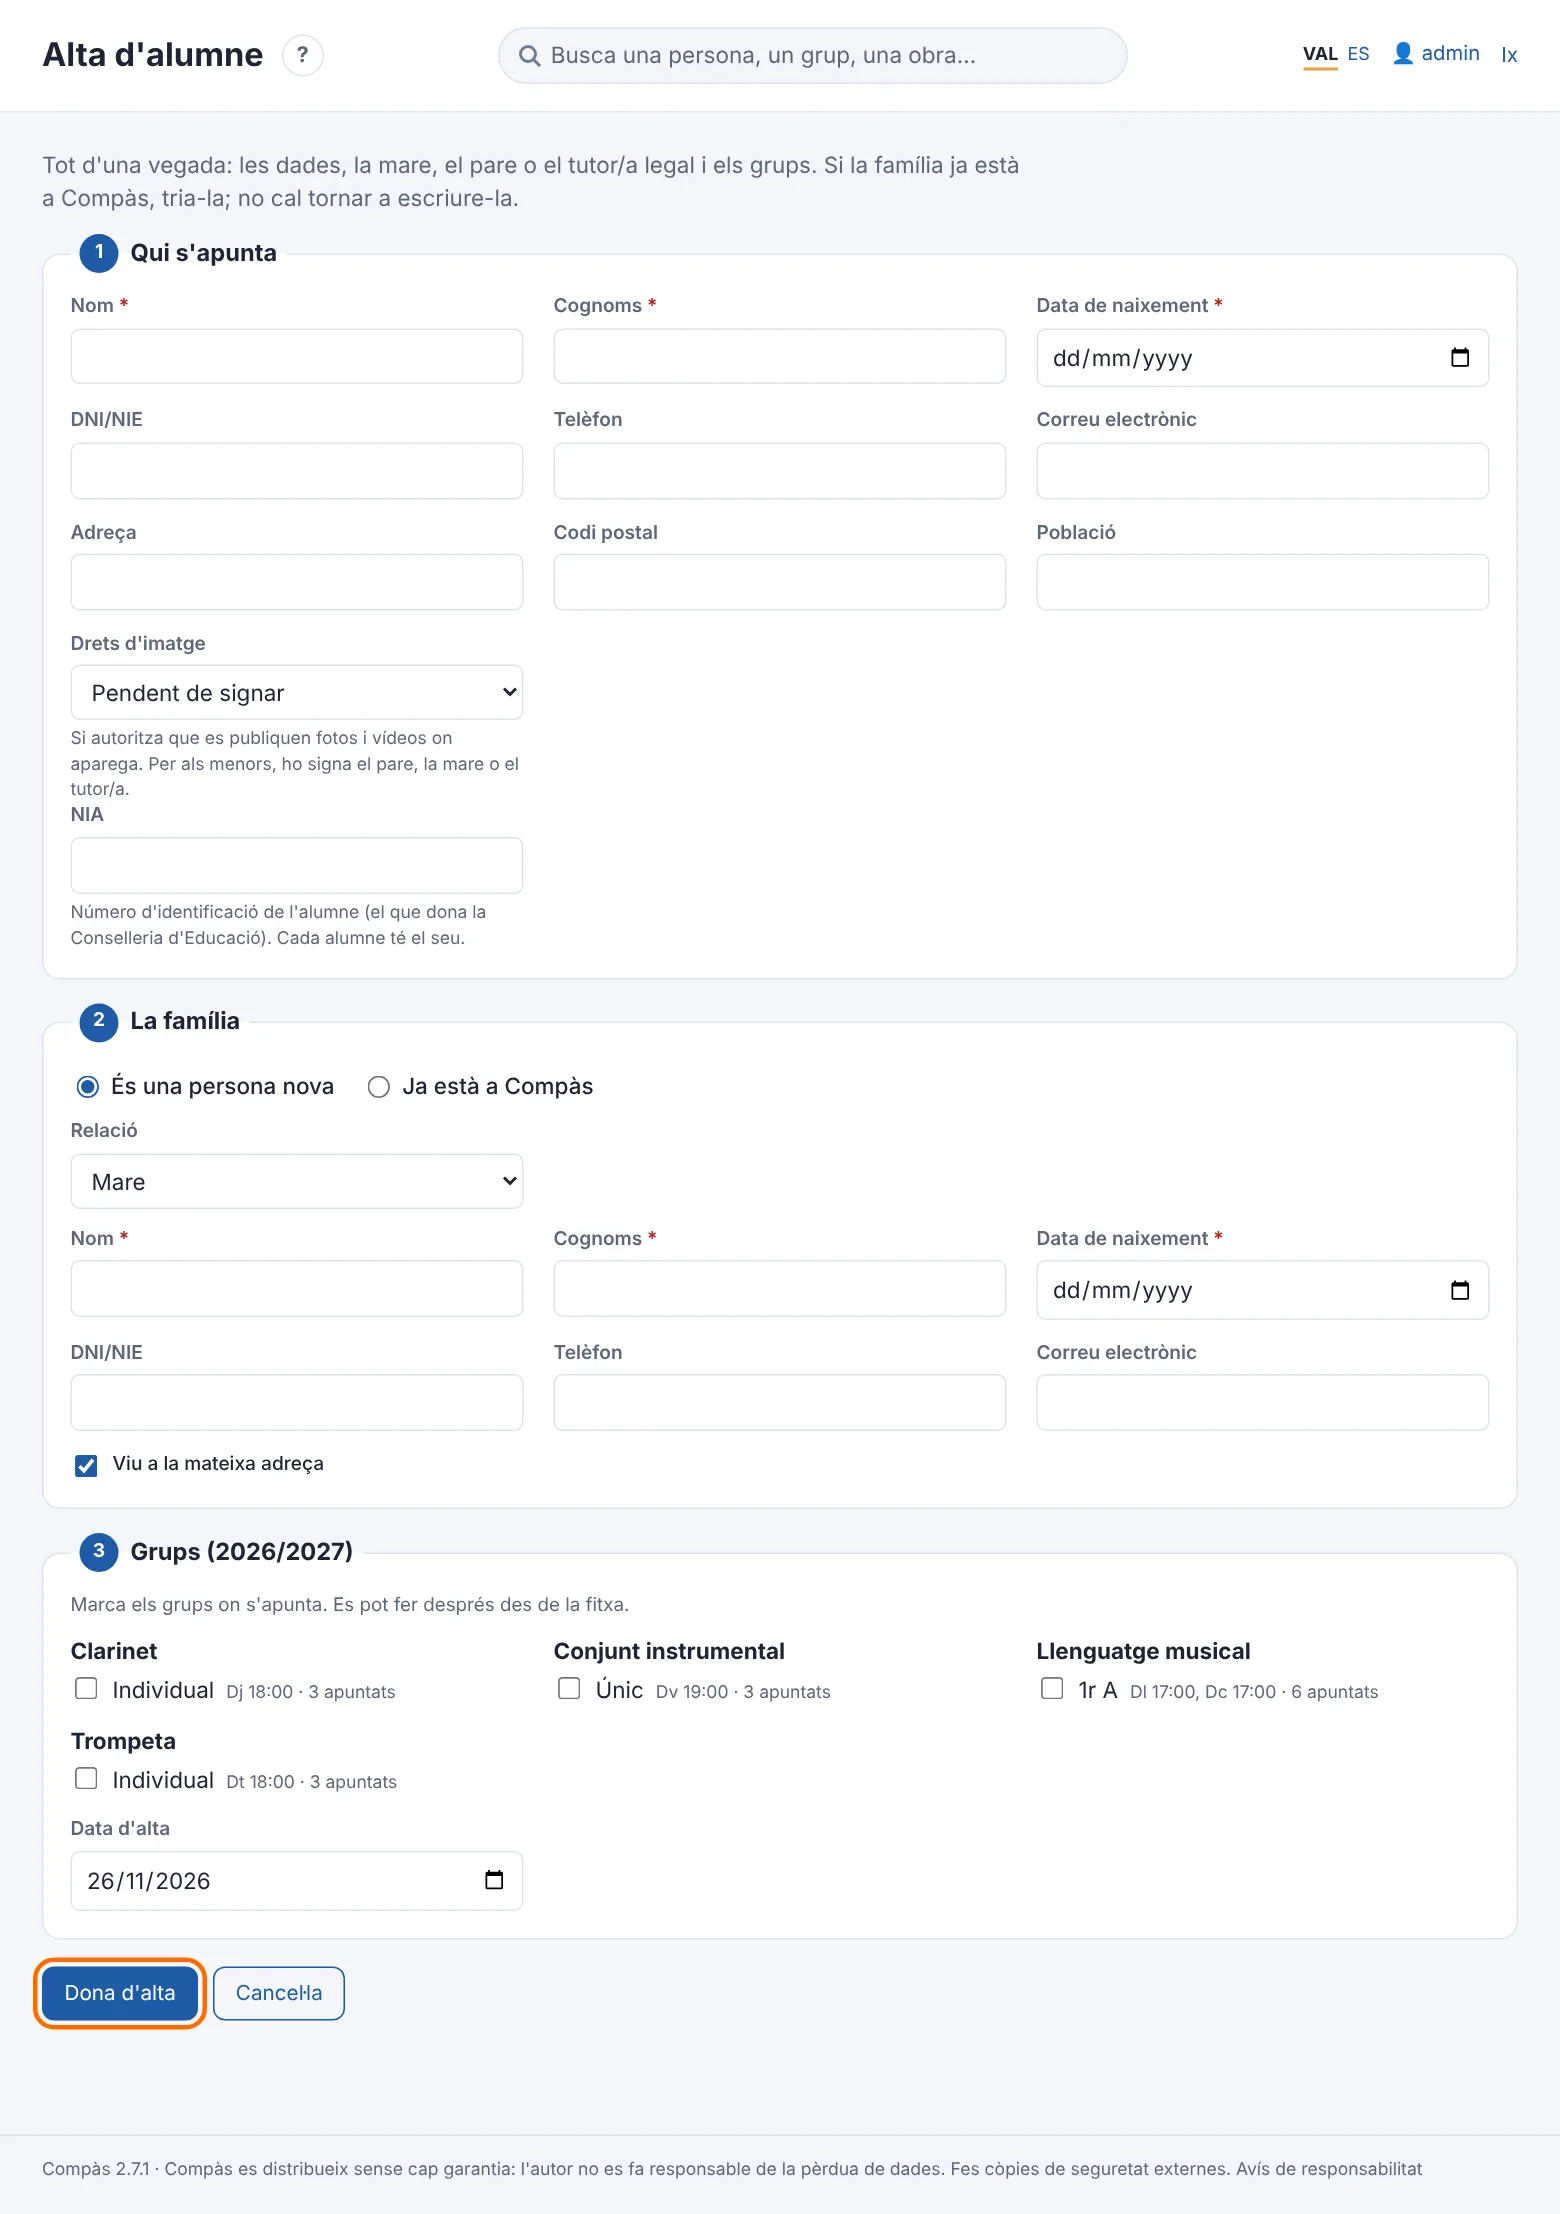 Alta d'alumne ?
Busca una persona, un grup, una obra...
VAL ES admin Ix
Tot d'una vegada: les dades, la mare, el pare o el tutor/a legal i els grups. Si la família ja està
a Compàs, tria-la; no cal tornar a escriure-la.
1 Qui s'apunta
Nom * Cognoms * Data de naixement *
dd/mm/yyyy
DNI/NIE Telèfon Correu electrònic
Adreça Codi postal Població
Drets d'imatge
Pendent de signar
Si autoritza que es publiquen fotos i vídeos on
aparega. Per als menors, ho signa el pare, la mare o el
tutor/a.
NIA
Número d'identificació de l'alumne (el que dona la
Conselleria d'Educació). Cada alumne té el seu.
2 La família
És una persona nova Ja està a Compàs
Relació
Mare
Nom * Cognoms * Data de naixement *
dd/mm/yyyy
DNI/NIE Telèfon Correu electrònic
Viu a la mateixa adreça
3 Grups (2026/2027)
Marca els grups on s'apunta. Es pot fer després des de la fitxa.
Clarinet Conjunt instrumental Llenguatge musical
Individual Dj 18:00 · 3 apuntats Únic Dv 19:00 · 3 apuntats 1r A Dl 17:00, Dc 17:00 · 6 apuntats
Trompeta
Individual Dt 18:00 · 3 apuntats
Data d'alta
26/11/2026
Dona d'alta Cancel·la
Compàs 2.7.1 · Compàs es distribueix sense cap garantia: l'autor no es fa responsable de la pèrdua de dades. Fes còpies de seguretat externes. Avís de responsabilitat